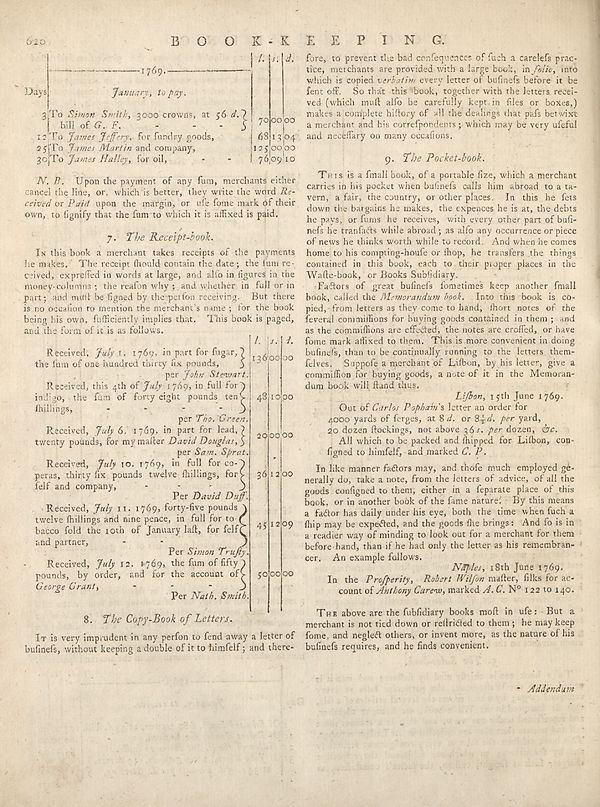 620
BOOK-KEEPING.
l. s. d.
1769.
Days January, to pay.
3 To Simon Smith, 3000 crowns, at 56 d.
bill of G. F. - - - 70 00 00
12 To James Jeffery, for sundry goods, 68 13 04
25 To James Martin and company, 125 00 00
30 To James Halley, for oil, - - 76 09 10
N. B. Upon the payment of any sum, merchants either
cancel the line, or, which is better, they write the word Re-
ceived or Paid upon the margin, or use some mark of their
own, to signify that the sum to which it is affixed is paid.
7. The Receipt-book.
In this book a merchant takes receipts of the payments
he makes. The receipt should contain the date; the sum re-
ceived, expressed in words at large, and also in figures in the
money-columns; the reason why; and whether in full or in
part; and must be signed by the person receiving. But there
is no occasion to mention the merchant's name; for the book
being his own, sufficiently implies that. This book is paged,
and the form of it is as follows.
l. s. d.
Received, July 1. 1769, in part for sugar,
the sum of one hundred thirty six pounds, 136 00 00
per John Stewart.
Received, this 4th of July 1769, in full for
indigo, the sum of forty eight pounds ten 48 10 00
shillings, - - - -
per Tho. Green.
Received, July 6. 1769, in part for lead,
twenty pounds, for my master David Douglas, 20 00 00
per Sam. Sprat.
Received, July 10. 1769, in full for co-
peras, thirty six pounds twelve shillings, for 36 12 00
self and company, - - -
Per David Duff.
Received, July 11. 1769, forty-five pounds
twelve shillings and nine pence, in full for to-
bacco sold the 10th of January last, for self 45 12 09
and partner, - - - -
Per Simon Trusty.
Received, July 12. 1769, the sum of fifty
pounds, by order, and for the account of 50 00 00
George Grant, - -
Per Nath. Smith.
8. The Copy-Book of Letters.
It is very imprudent in any person to send away a letter of
business, without keeping a double of it to himself; and there-
fore, to prevent the bad consequences of such a careless prac-
tice, merchants are provided with a large book, in folio, into
which is copied verbatim every letter of business before it be
sent off. So that this book, together with the letters recei-
ved (which must also be carefully kept in files or boxes,)
makes a complete history of all the dealings that pass betwixt
a merchant and his correspondents; which may be very useful
and necessary on many occasions.
9. The Pocket-book.
This is a small book, of a portable size, which a merchant
carries in his pocket when business calls him abroad to a ta-
vern, a fair, the country, or other places. In this he sets
down the bargains he makes, the expences he is at, the debts
he pays, or sums he receives, with every other part of busi-
ness he transacts while abroad; as also any occurrence or piece
of news he thinks worth while to record. And when he comes
home to his compting-house or shop, he transfers the things
contained in this book, each to their proper places in the
Waste-book, or Books Subsidiary.
Factors of great business sometimes keep another small
book, called the Memorandum book. Into this book is co-
pied, from letters as they come to hand, short notes of the
several commissions for buying goods contained in them; and
as the commissions are effected, the notes are crossed, or have
some mark affixed to them. This is more convenient in doing
business, than to be continually running to the letters them-
selves. Suppose a merchant of Lisbon, by his letter, give a
commission for buying goods, a note of it in the Memoran-
dum book will stand thus.
Lisbon, 15th June 1769.
Out of Carlos Popham's letter an order for
4000 yards of serges, at 8 d. or 8½d. per yard,
20 dozen stockings, not above 36 s. per dozen, &c.
All which to be packed and shipped for Lisbon, con-
signed to himself, and marked C. P.
In like manner factors may, and those much employed ge-
nerally do, take a note, from the letters of advice, of all the
goods consigned to them, either in a separate place of this
book, or in another book of the same nature. By this means
a factor has daily under his eye, both the time when such a
ship may be expected, and the goods she brings: And so is in
a readier way of minding to look out for a merchant for them
before-hand, than if he had only the letter as his remembran-
cer. An example follows.
Naples, 18th June 1769.
In the Prosperity, Robert Wilson master, silks for ac-
count of Anthony Carew, marked A. C. N° 122 to 140.
The above are the subsidiary books most in use: But a
merchant is not tied down or restricted to them; he may keep
some, and neglect others, or invent more, as the nature of his
business requires, and he finds convenient.
Addendum